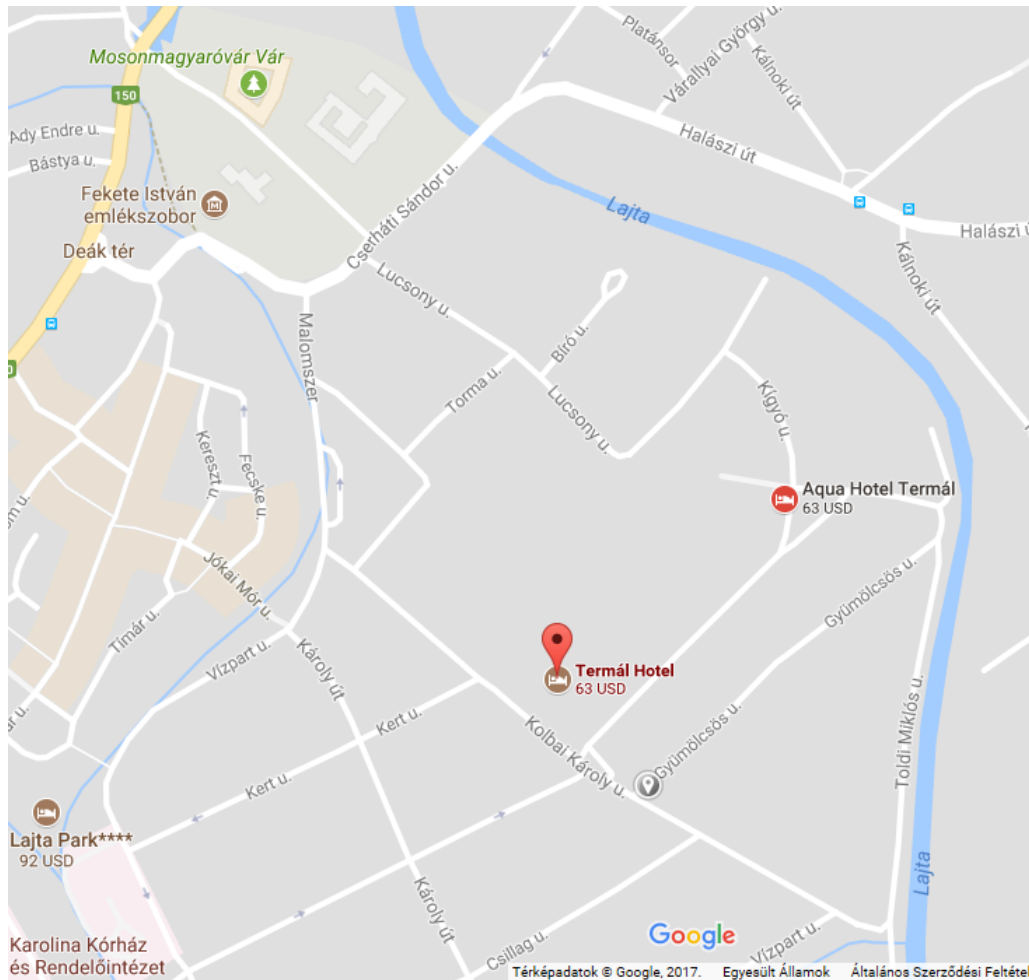 Mosonmagyaróvár Vár
150
Ady Endre u.
Bástya u.
Fekete István
emlékszobor
Deák tér
Cserháti Sándor u.
Platánsor
Várallyai György u.
Kálnoki út
Halászi út
Lajta
Halászi ú
Kálnoki út
Lucsony u.
Malomszer
Bíró u.
Torma u.
Lucsony u.
Kígyó u.
Kereszt u.
Fecske u.
Aqua Hotel Termál
63 USD
Jókai Mór u.
Gyümölcsös u.
Tímár u.
Vízpart u.
Károly út
Termál Hotel
63 USD
Kert u.
Kolbai Károly u.
Gyümölcsös u.
Toldi Miklós u.
Kert u.
Lajta Park****
92 USD
Károly út
Lajta
Karolina Kórház
és Rendelőintézet
Csillag u.
Google
Vízpart u.
Térképadatok © Google, 2017. Egyesült Államok Általános Szerződési Feltétel